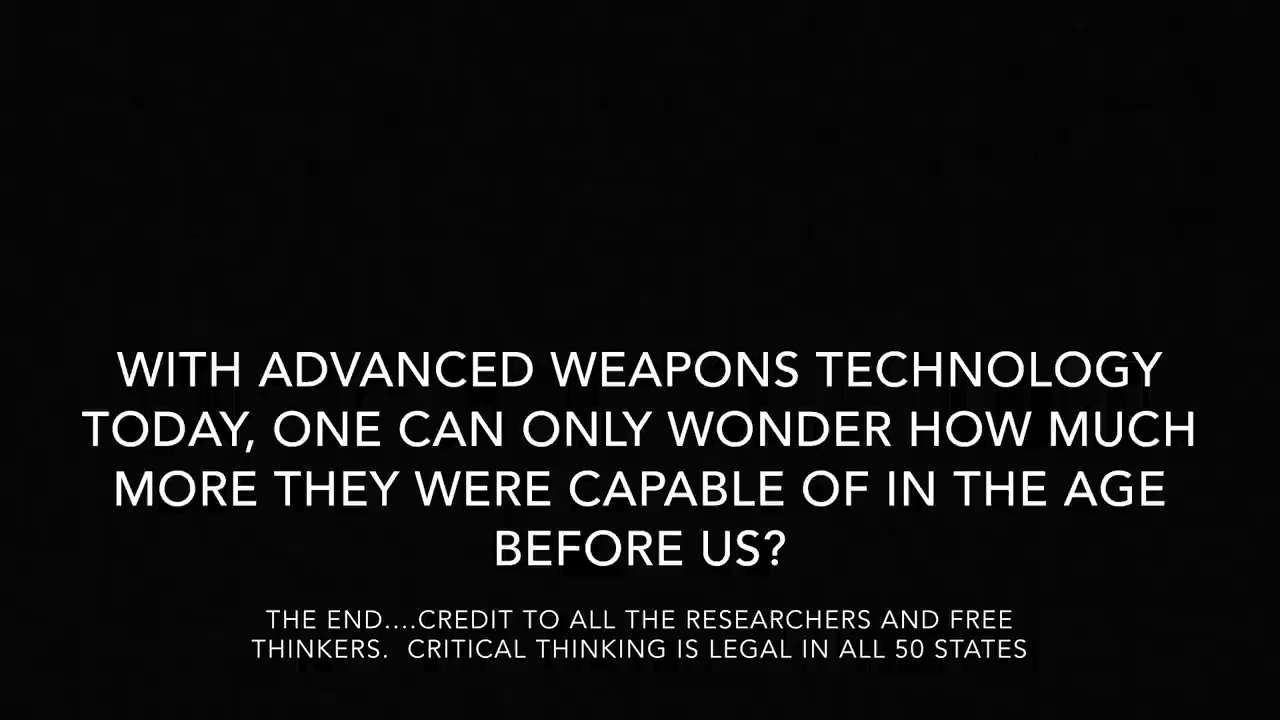 WITH ADVANCED WEAPONS TECHNOLOGY
TODAY, ONE CAN ONLY WONDER HOW MUCH
MORE THEY WERE CAPABLE OF IN THE AGE
BEFORE US?
THE END....CREDIT TO ALL THE RESEARCHERS AND FREE
THINKERS.  CRITICAL THINKING IS LEGAL IN ALL 50 STATES